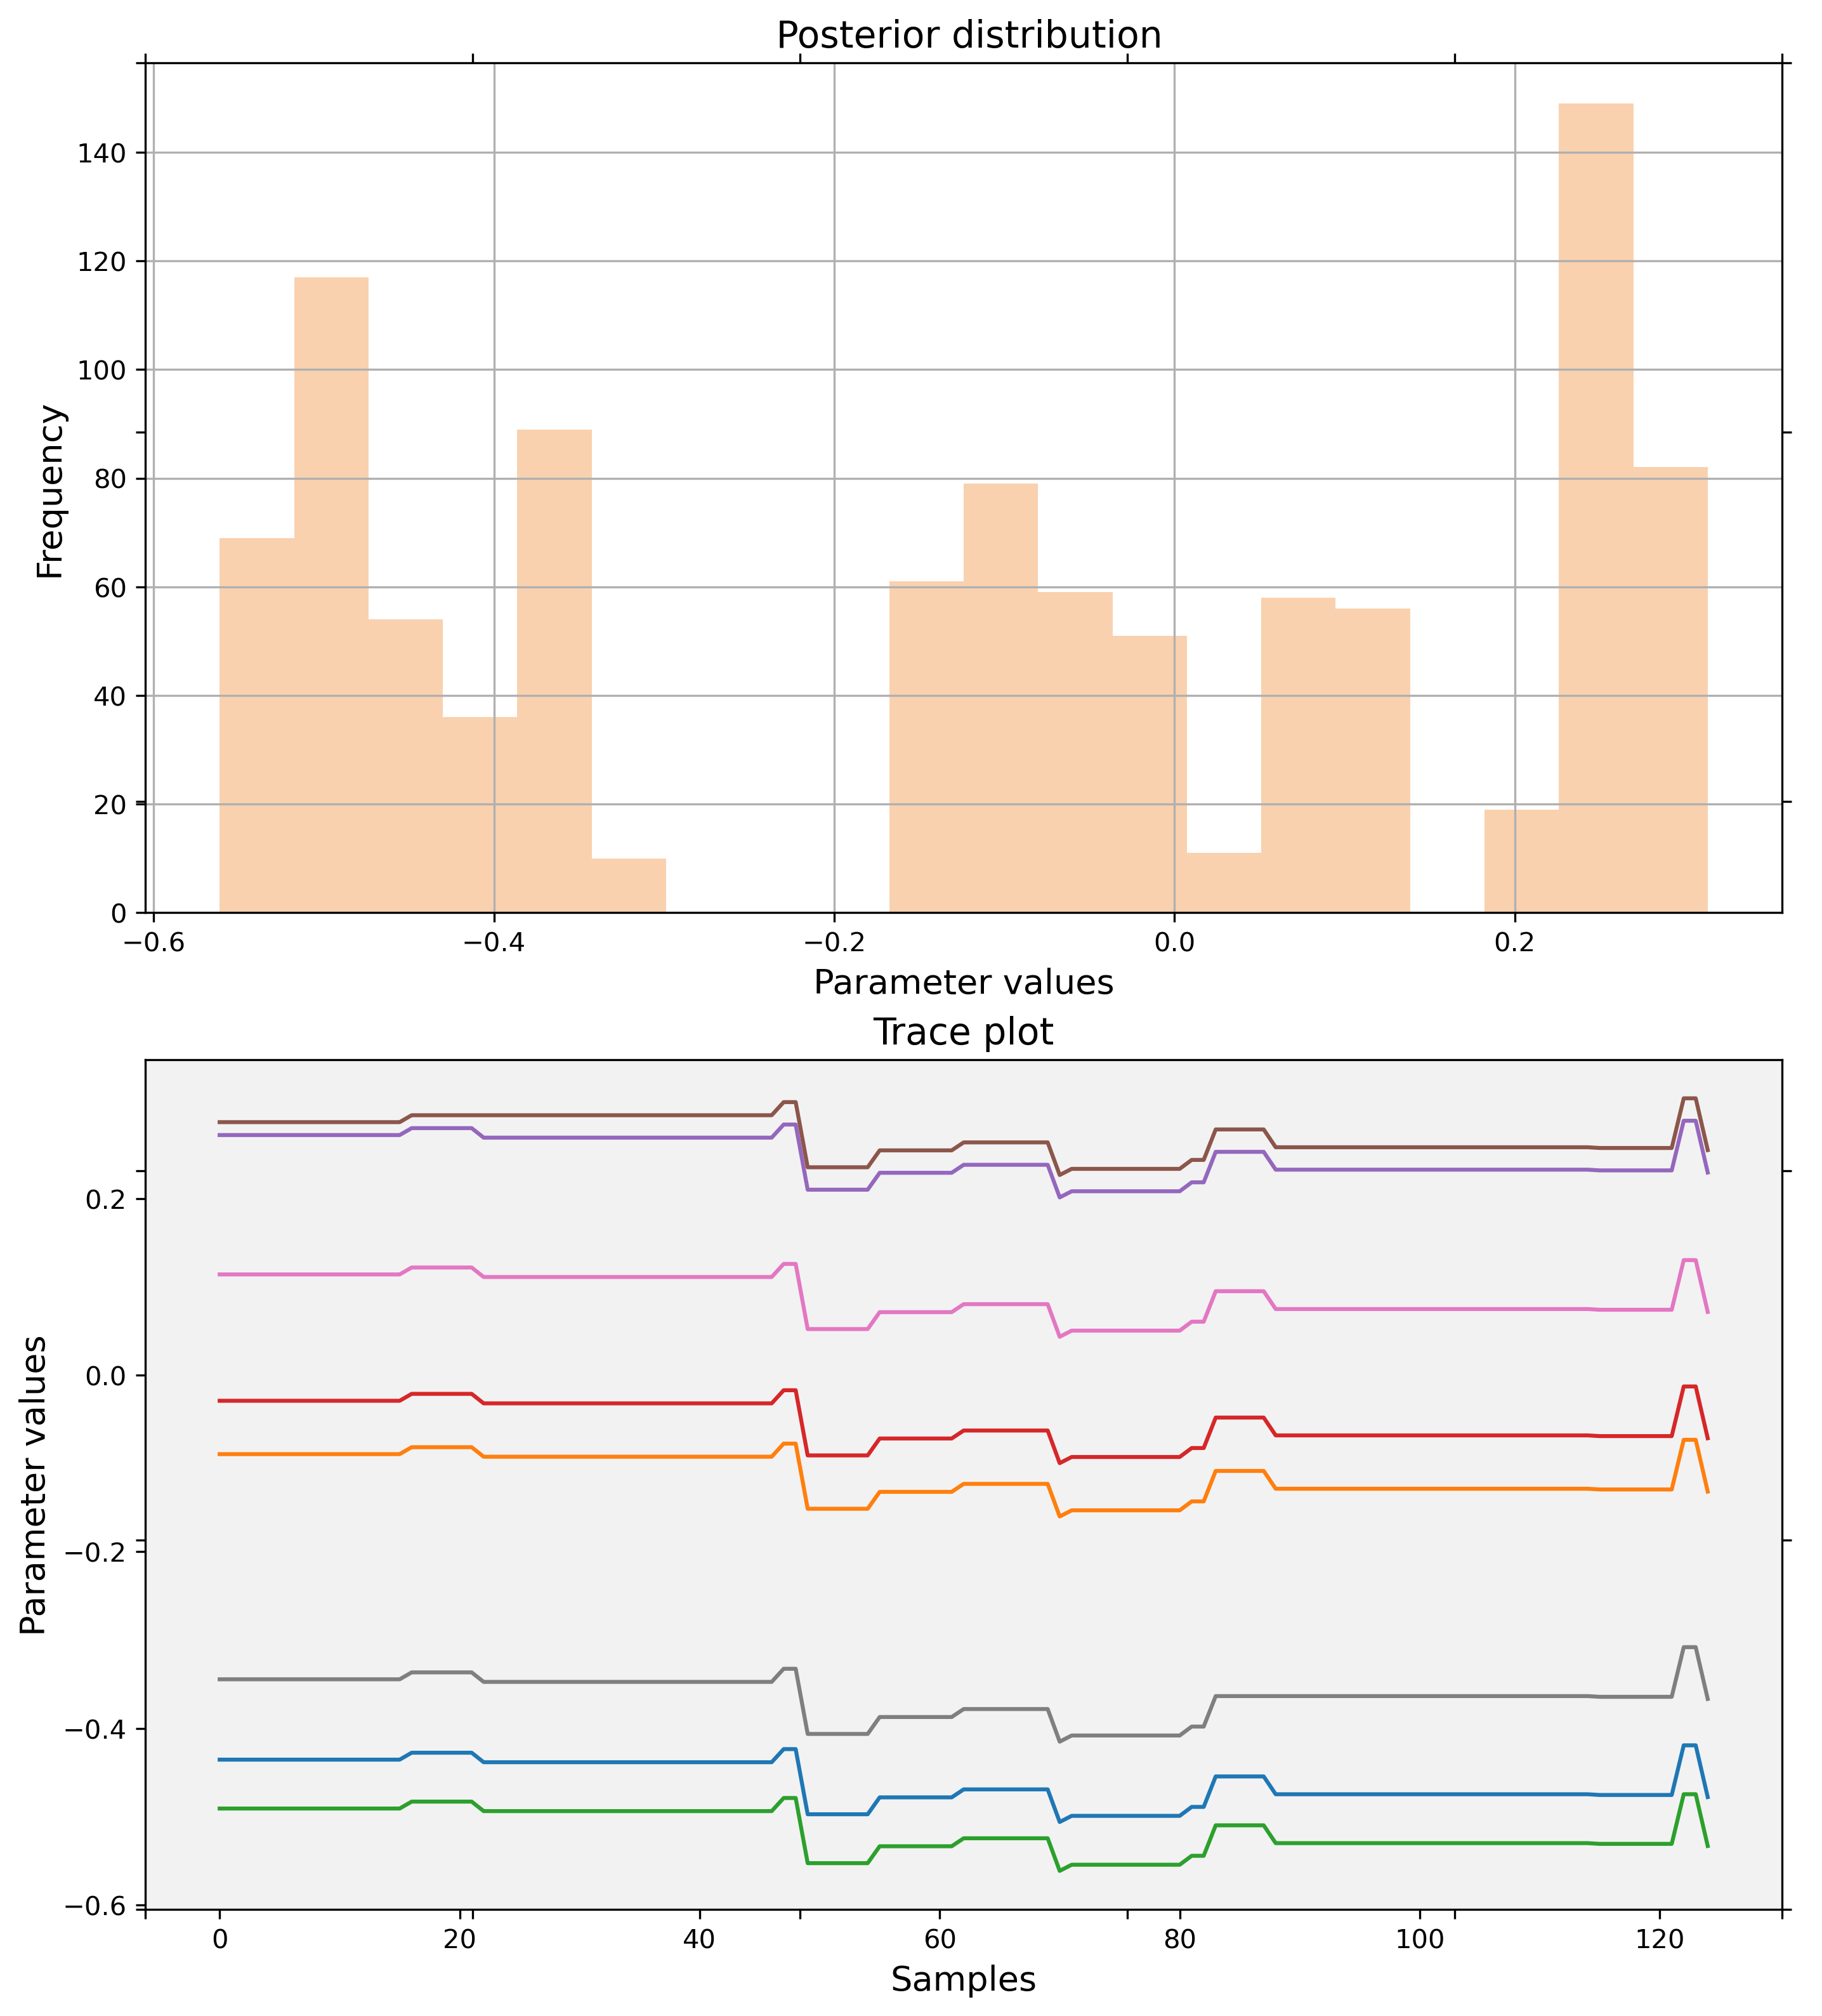 Posterior distribution
Frequency
140
120
100
80
60
40
20
0
−0.6 −0.4 −0.2 0.0 0.2
Parameter values
Trace plot
Parameter values
0.2
0.0
−0.2
−0.4
−0.6
0 20 40 60 80 100 120
Samples